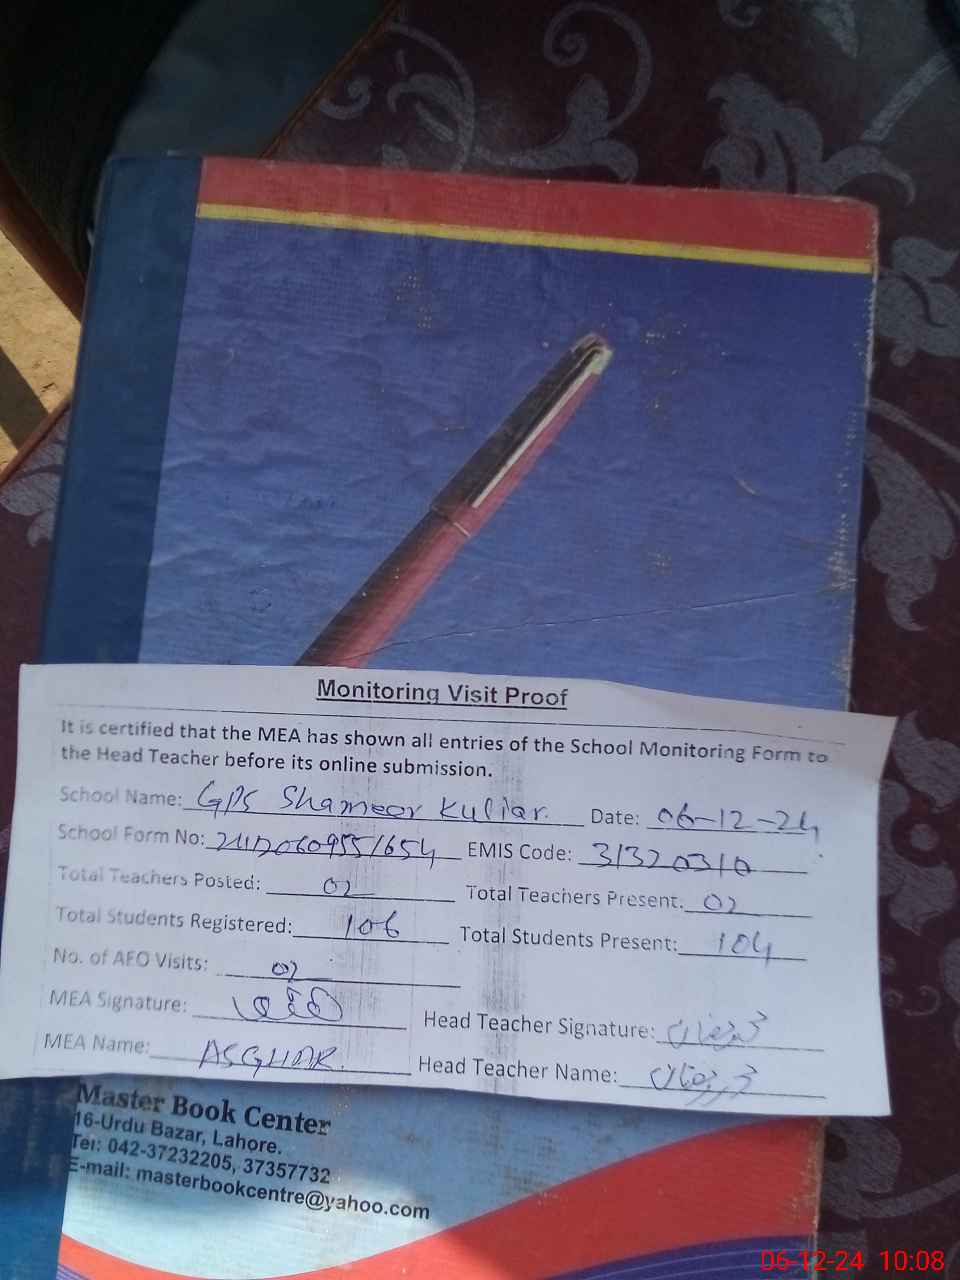 Monitoring Visit Proof
It is certified that the MEA has shown all entries of the School Monitoring Form to
the Head Teacher before its online submission.
School Name: GPS Shameer Kuliar. Date: 06-12-24
School Form No: EMIS Code: 31320310
Total Teachers Posted: 02 Total Teachers Present: 02
Total Students Registered: 106 Total Students Present: 104
No. of AEO Visits: 02
MEA Signature: Head Teacher Signature:
MEA Name: ASGHAR. Head Teacher Name:
Master Book Center
16-Urdu Bazar, Lahore.
Tel: 042-37232205, 37357732
E-mail: masterbookcentre@yahoo.com
06-12-24 10:08